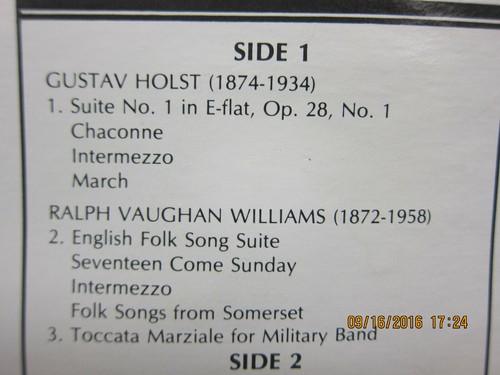 SIDE 1
GUSTAV HOLST (1874-1934)
1. Suite No. 1 in E-flat, Op. 28, No. 1
Chaconne
Intermezzo
March
RALPH VAUGHAN WILLIAMS (1872-1958)
2. English Folk Song Suite
Seventeen Come Sunday
Intermezzo
Folk Songs from Somerset
09/16/2016 17:24
3. Toccata Marziale for Military Band
SIDE 2